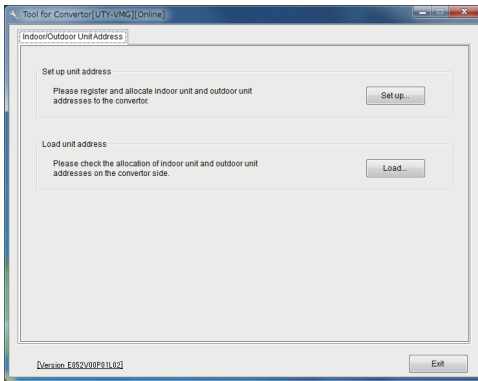 Tool for Convertor[UTY-VMG][Online]
Indoor/Outdoor Unit Address
Set up unit address
Please register and allocate indoor unit and outdoor unit
addresses to the convertor.
Set up...
Load unit address
Please check the allocation of indoor unit and outdoor unit
addresses on the convertor side.
Load...
[Version E052V00P01L02]
Exit